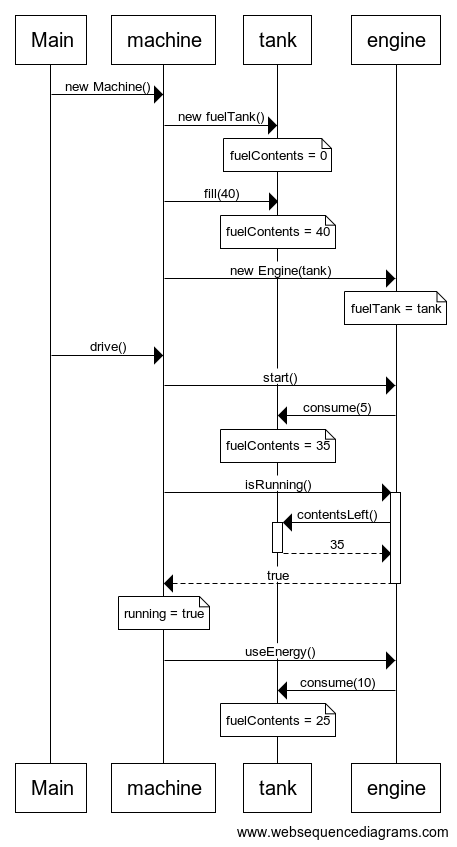 Main machine tank engine
new Machine()
new fuelTank()
fuelContents = 0
fill(40)
fuelContents = 40
new Engine(tank)
fuelTank = tank
drive()
start()
consume(5)
fuelContents = 35
isRunning()
contentsLeft()
35
true
running = true
useEnergy()
consume(10)
fuelContents = 25
Main machine tank engine
www.websequencediagrams.com